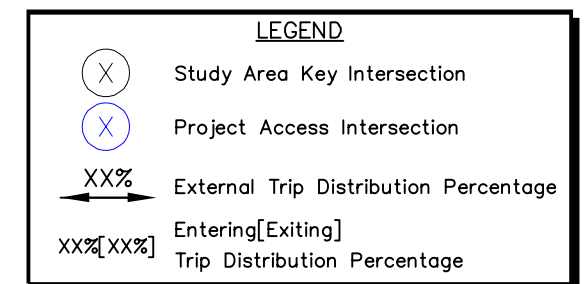 LEGEND
X Study Area Key Intersection
X Project Access Intersection
XX% External Trip Distribution Percentage
XX%[XX%] Entering[Exiting]
Trip Distribution Percentage